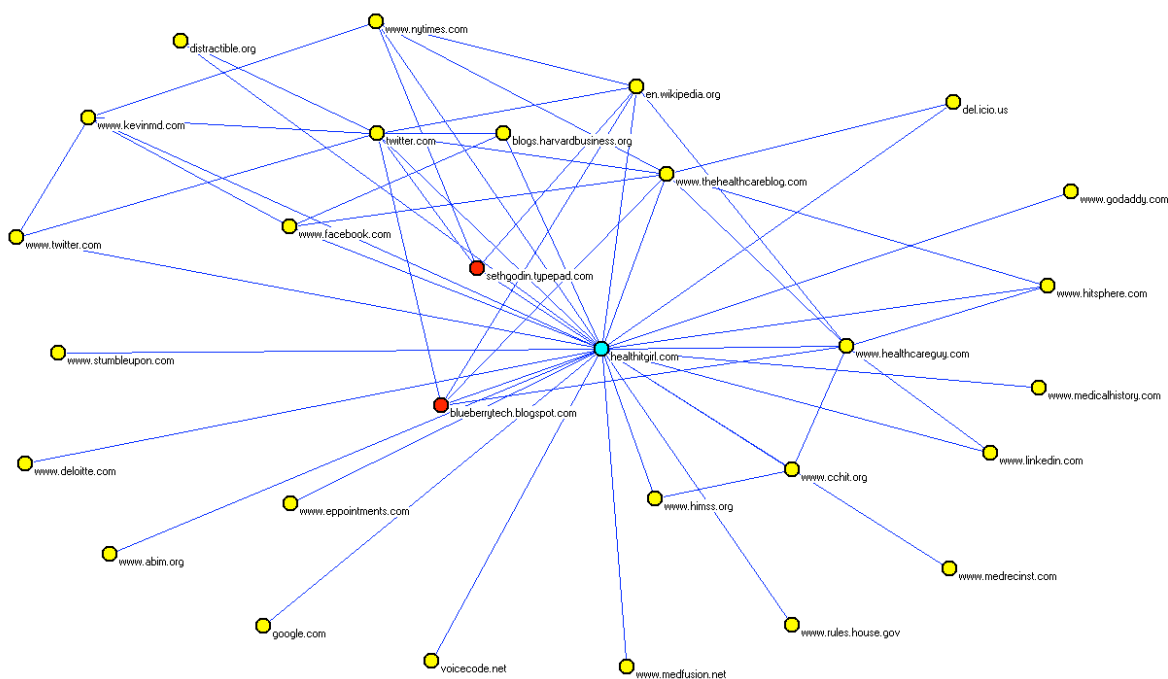 www.nytimes.com
distractible.org
en.wikipedia.org
del.icio.us
www.kevinmd.com
twitter.com
blogs.harvardbusiness.org
www.thehealthcareblog.com
www.godaddy.com
www.facebook.com
www.twitter.com
sethgodin.typepad.com
www.hitsphere.com
www.stumbleupon.com
healthitgirl.com
www.healthcareguy.com
www.medicalhistory.com
blueberrytech.blogspot.com
www.linkedin.com
www.deloitte.com
www.cchit.org
www.eppointments.com
www.himss.org
www.abim.org
www.medrecinst.com
google.com
www.rules.house.gov
voicecode.net
www.medfusion.net